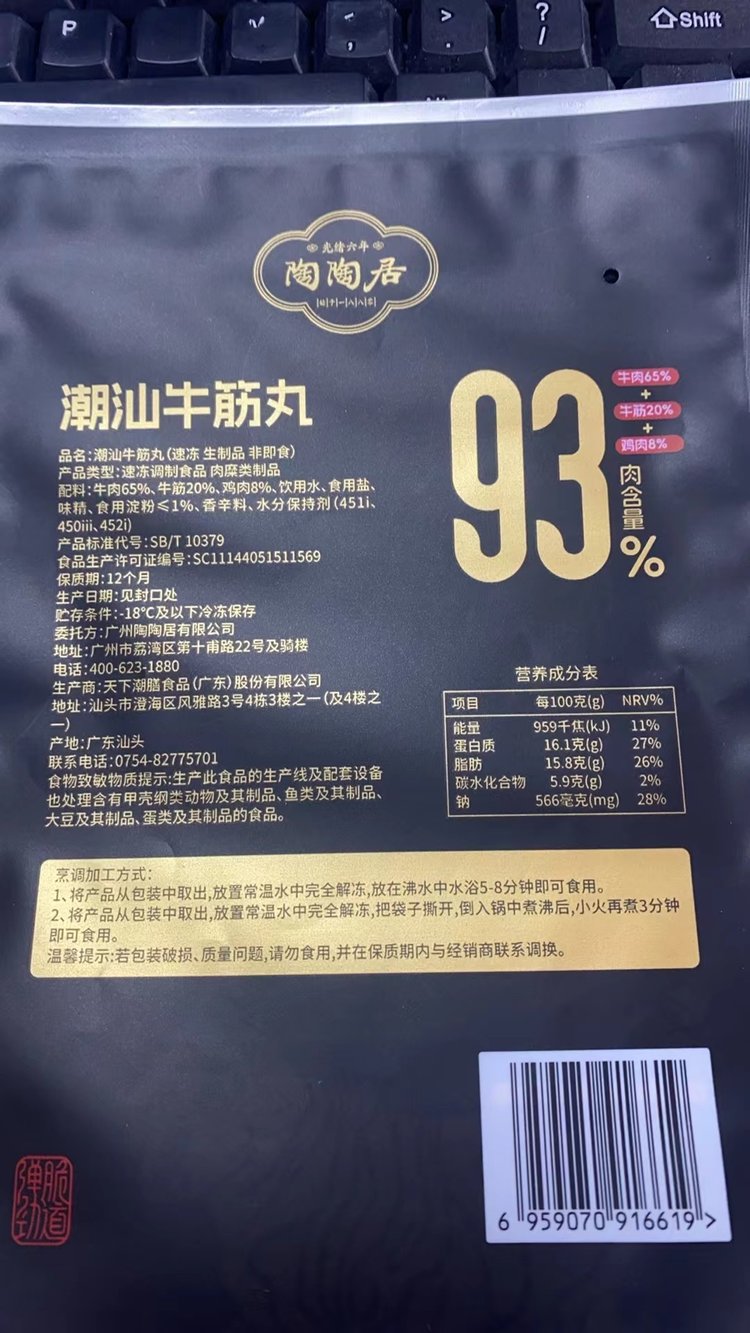 P
>
.
?
/
Shift
光绪六年
陶陶居
潮汕牛筋丸
93
牛肉65%
+
牛筋20%
+
鸡肉8%
肉含量
%
品名:潮汕牛筋丸(速冻 生制品 非即食)
产品类型:速冻调制食品 肉糜类制品
配料:牛肉65%、牛筋20%、鸡肉8%、饮用水、食用盐、
味精、食用淀粉≤1%、香辛料、水分保持剂(451i、
450iii、452i)
产品标准代号:SB/T 10379
食品生产许可证编号:SC11144051511569
保质期:12个月
生产日期:见封口处
贮存条件:-18℃及以下冷冻保存
委托方:广州陶陶居有限公司
地址:广州市荔湾区第十甫路22号及骑楼
电话:400-623-1880
生产商:天下潮膳食品(广东)股份有限公司
地址:汕头市澄海区风雅路3号4栋3楼之一(及4楼之
一)
产地:广东汕头
联系电话:0754-82775701
食物致敏物质提示:生产此食品的生产线及配套设备
也处理含有甲壳纲类动物及其制品、鱼类及其制品、
大豆及其制品、蛋类及其制品的食品。
营养成分表
项目 每100克(g) NRV%
能量 959千焦(kJ) 11%
蛋白质 16.1克(g) 27%
脂肪 15.8克(g) 26%
碳水化合物 5.9克(g) 2%
钠 566毫克(mg) 28%
烹调加工方式:
1、将产品从包装中取出,放置常温水中完全解冻,放在沸水中水浴5-8分钟即可食用。
2、将产品从包装中取出,放置常温水中完全解冻,把袋子撕开,倒入锅中煮沸后,小火再煮3分钟
即可食用。
温馨提示:若包装破损、质量问题,请勿食用,并在保质期内与经销商联系调换。
弹脆
劲道
6 959070 916619 >